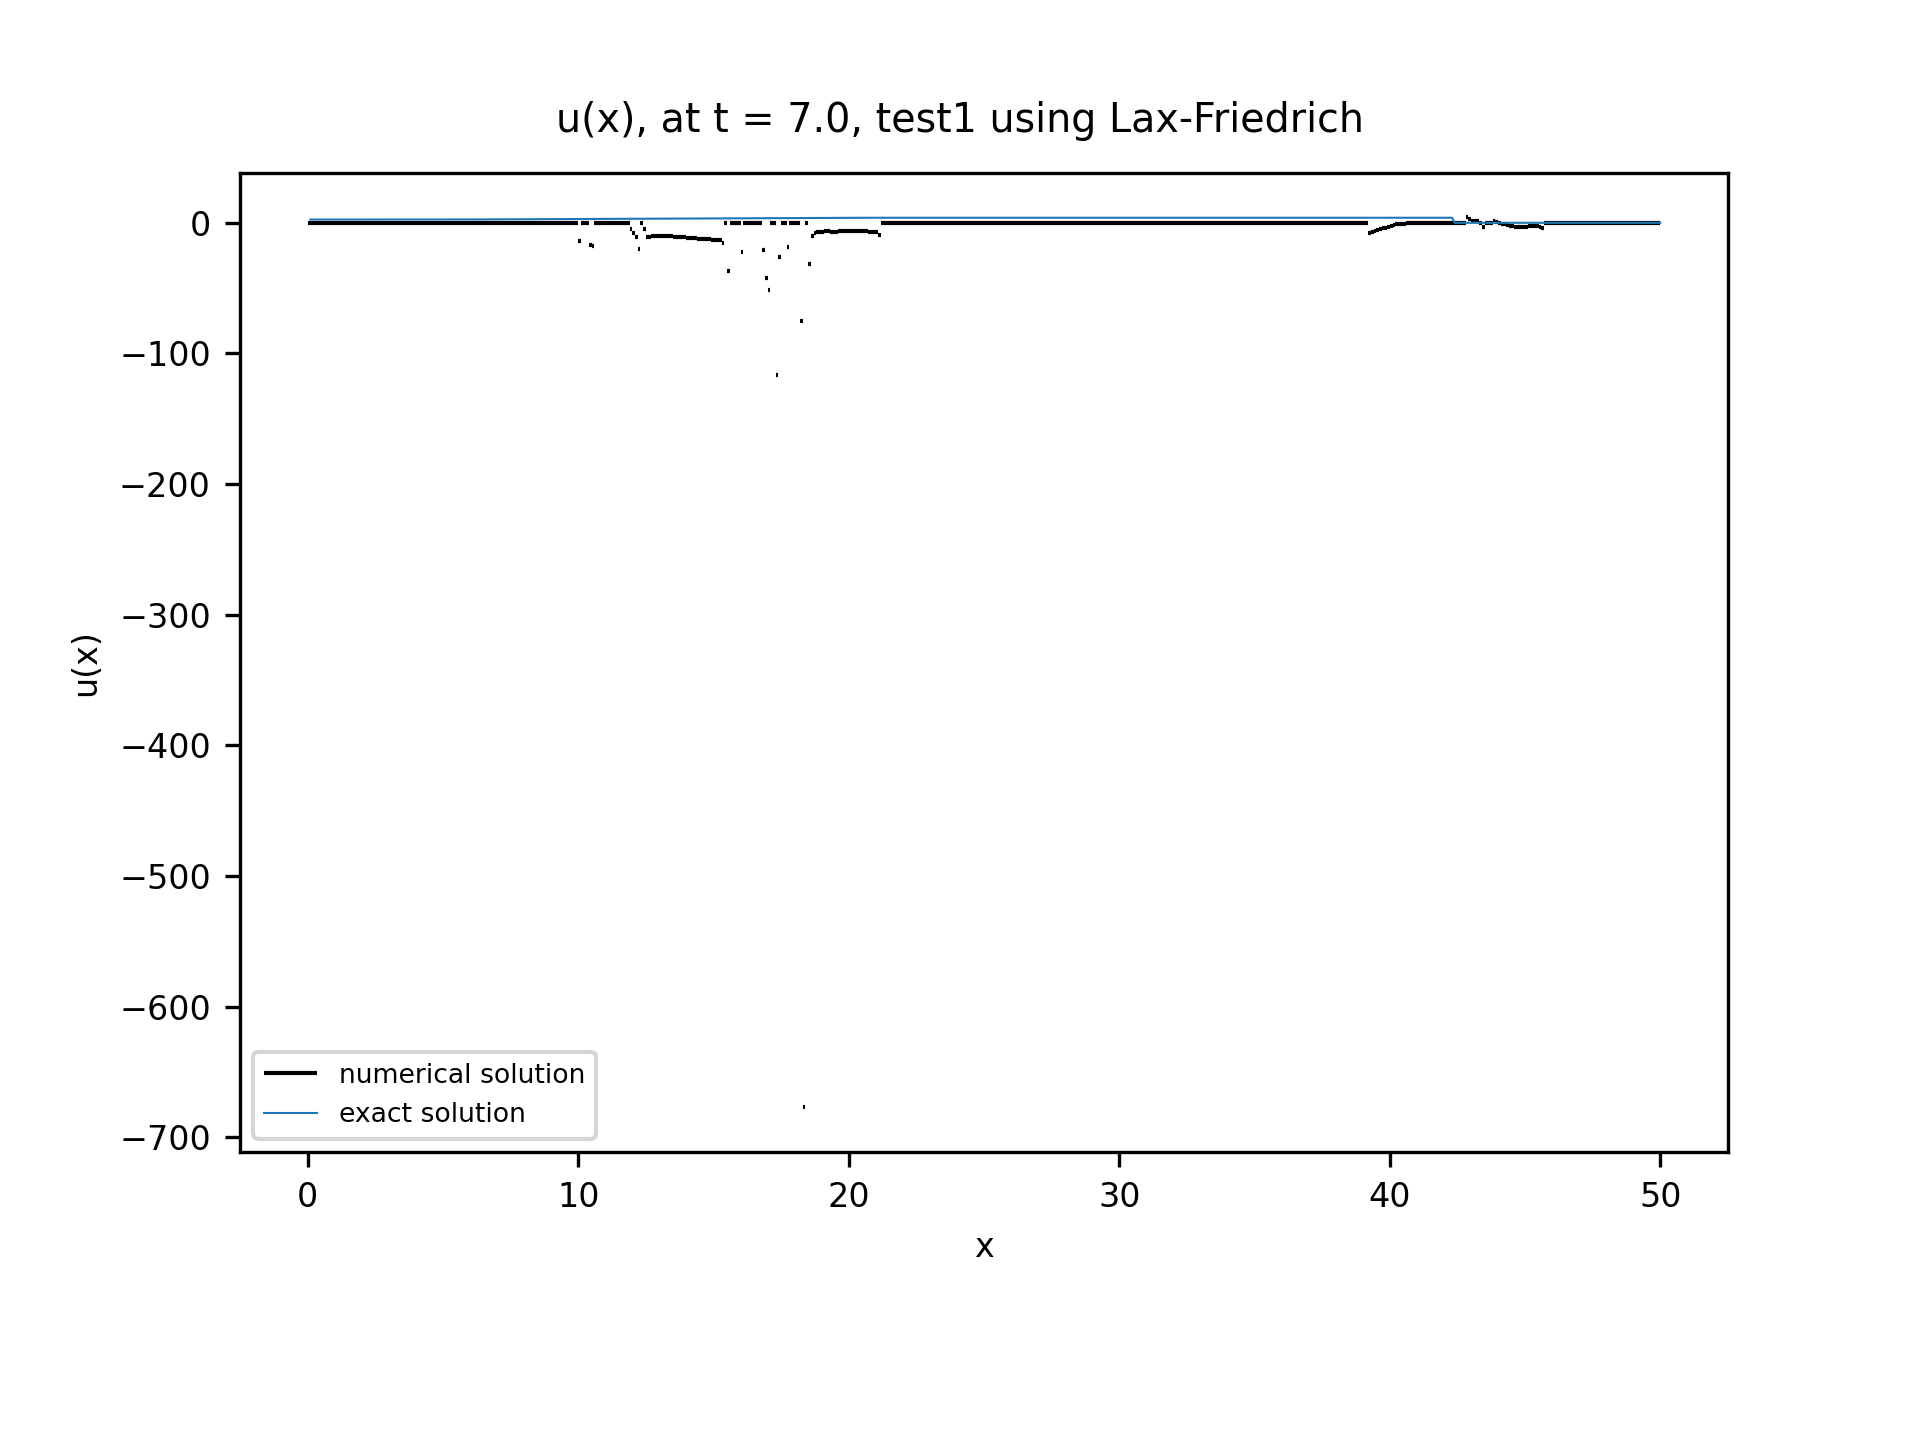 u(x), at t = 7.0, test1 using Lax-Friedrich
0
−100
−200
−300
−400
−500
−600
−700
u(x)
numerical solution
exact solution
0 10 20 30 40 50
x